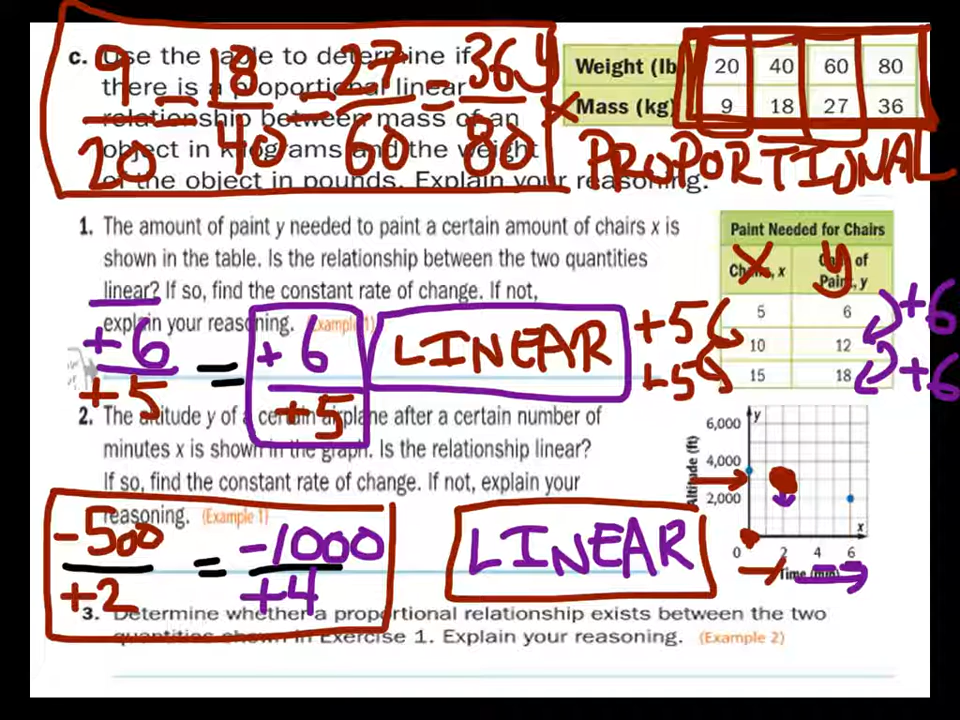 c. Use the table to determine if
there is a proportional linear
relationship between mass of an
object in kilograms and the weight
of the object in pounds. Explain your reasoning.
9/20 = 18/40 = 27/60 = 36/80
y
x
Weight (lb) 20 40 60 80
Mass (kg) 9 18 27 36
PROPORTIONAL
1. The amount of paint y needed to paint a certain amount of chairs x is
shown in the table. Is the relationship between the two quantities
linear? If so, find the constant rate of change. If not,
explain your reasoning. (Example 1)
Paint Needed for Chairs
x y
Chairs, x Cans of Paint, y
5 6
10 12
15 18
+5 +6
+5 +6
+6/+5 = +6/+5
LINEAR
2. The altitude y of a certain airplane after a certain number of
minutes x is shown in the graph. Is the relationship linear?
If so, find the constant rate of change. If not, explain your
reasoning. (Example 1)
y
6,000
4,000
2,000
Altitude (ft)
0 2 4 6
x
Time (min)
-500/+2 = -1000/+4
LINEAR
3. Determine whether a proportional relationship exists between the two
quantities shown in Exercise 1. Explain your reasoning. (Example 2)